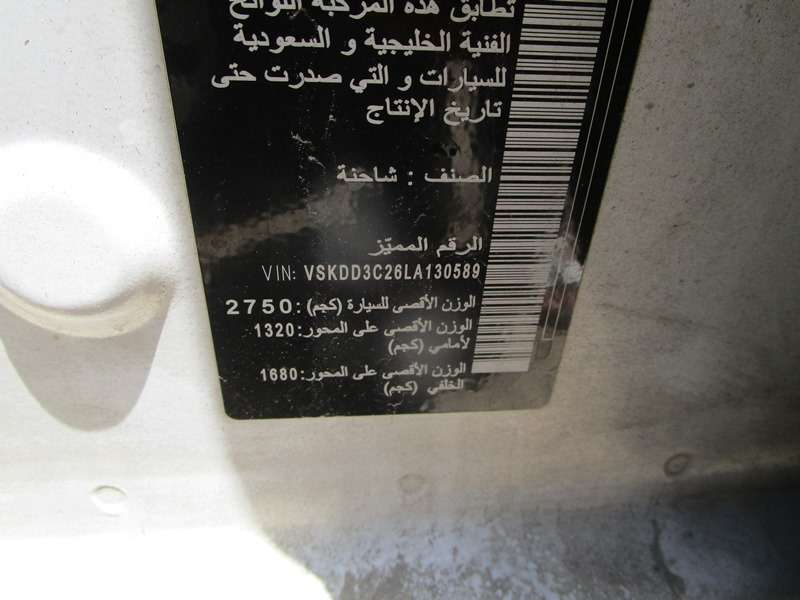 تطابق هذه المركبة اللوائح
الفنية الخليجية و السعودية
للسيارات و التي صدرت حتى
تاريخ الإنتاج
الصنف : شاحنة
الرقم المميّز
VIN: VSKDD3C26LA130589
الوزن الأقصى للسيارة (كجم): 2750
الوزن الأقصى على المحور: 1320
لأمامي (كجم)
الوزن الأقصى على المحور: 1680
الخلفي (كجم)